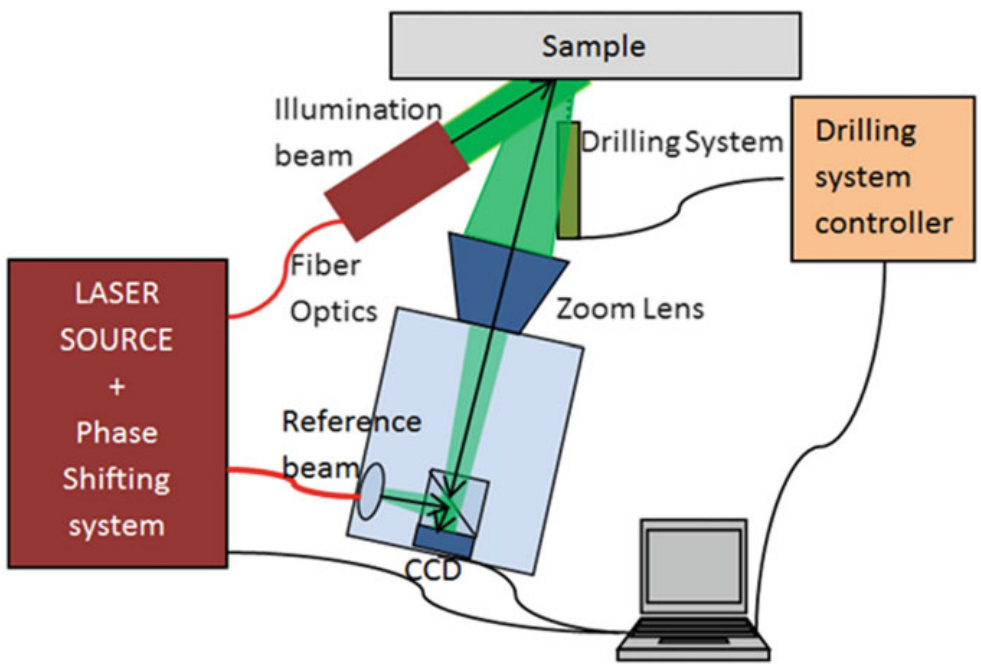 Sample
Illumination
beam
Drilling System
Drilling
system
controller
Fiber
Optics
Zoom Lens
LASER
SOURCE
+
Phase
Shifting
system
Reference
beam
CCD